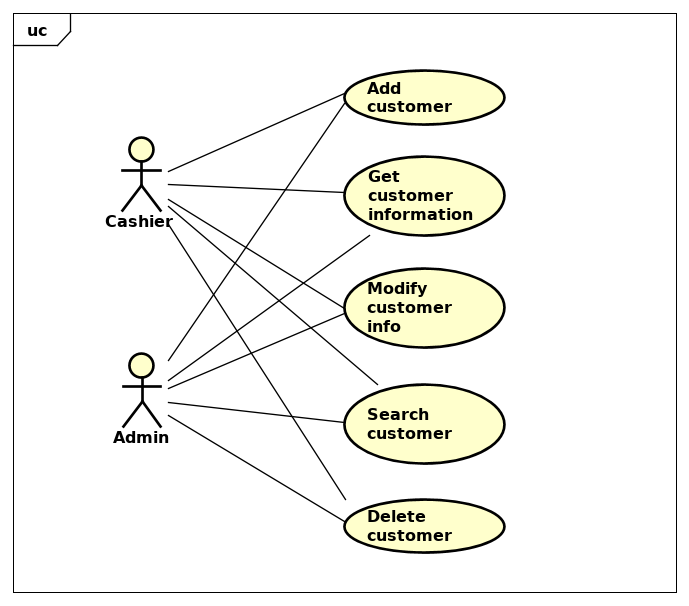 uc
Add
customer
Get
customer
information
Cashier
Modify
customer
info
Admin
Search
customer
Delete
customer